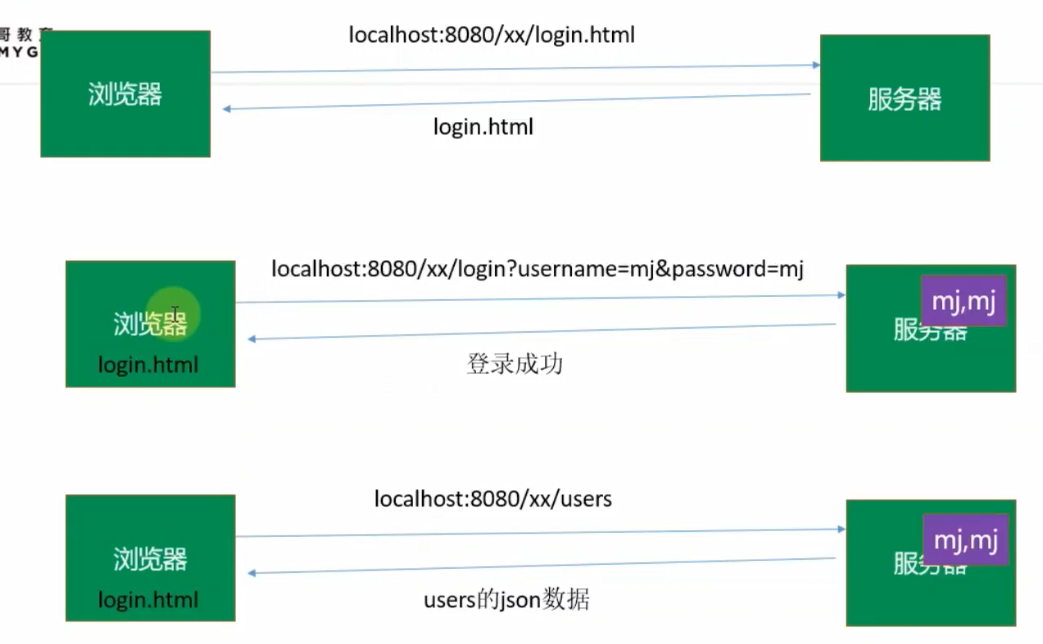 哥教育
MYG
localhost:8080/xx/login.html
浏览器
服务器
login.html
localhost:8080/xx/login?username=mj&password=mj
mj,mj
浏览器
服务器
login.html
登录成功
localhost:8080/xx/users
mj,mj
浏览器
服务器
login.html
users的json数据